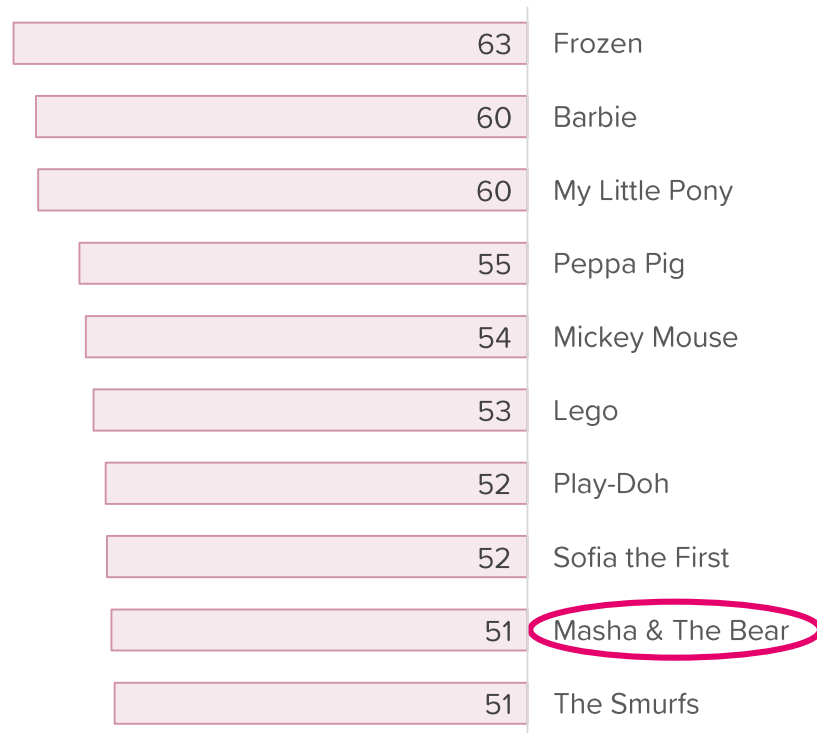 63 Frozen
60 Barbie
60 My Little Pony
55 Peppa Pig
54 Mickey Mouse
53 Lego
52 Play-Doh
52 Sofia the First
51 Masha & The Bear
51 The Smurfs